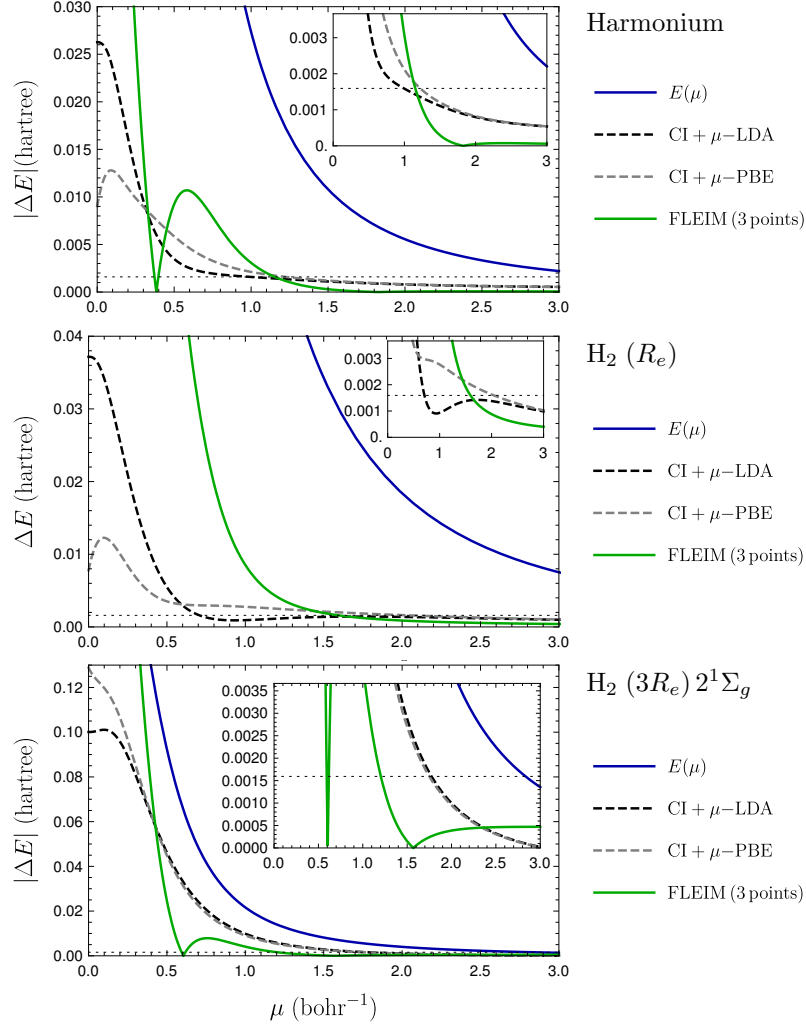 Harmonium
|ΔE| (hartree)
0.030
0.025
0.020
0.015
0.010
0.005
0.000
0.0 0.5 1.0 1.5 2.0 2.5 3.0
0.003
0.002
0.001
0.
0 1 2 3
E(μ)
CI + μ−LDA
CI + μ−PBE
FLEIM (3 points)
H₂ (Rₑ)
ΔE (hartree)
0.04
0.03
0.02
0.01
0.00
0.0 0.5 1.0 1.5 2.0 2.5 3.0
0.003
0.002
0.001
0.
0 1 2 3
E(μ)
CI + μ−LDA
CI + μ−PBE
FLEIM (3 points)
H₂ (3Rₑ) 2¹Σ_g
|ΔE| (hartree)
0.12
0.10
0.08
0.06
0.04
0.02
0.00
0.0 0.5 1.0 1.5 2.0 2.5 3.0
0.0035
0.0030
0.0025
0.0020
0.0015
0.0010
0.0005
0.0000
0.0 0.5 1.0 1.5 2.0 2.5 3.0
E(μ)
CI + μ−LDA
CI + μ−PBE
FLEIM (3 points)
μ (bohr⁻¹)